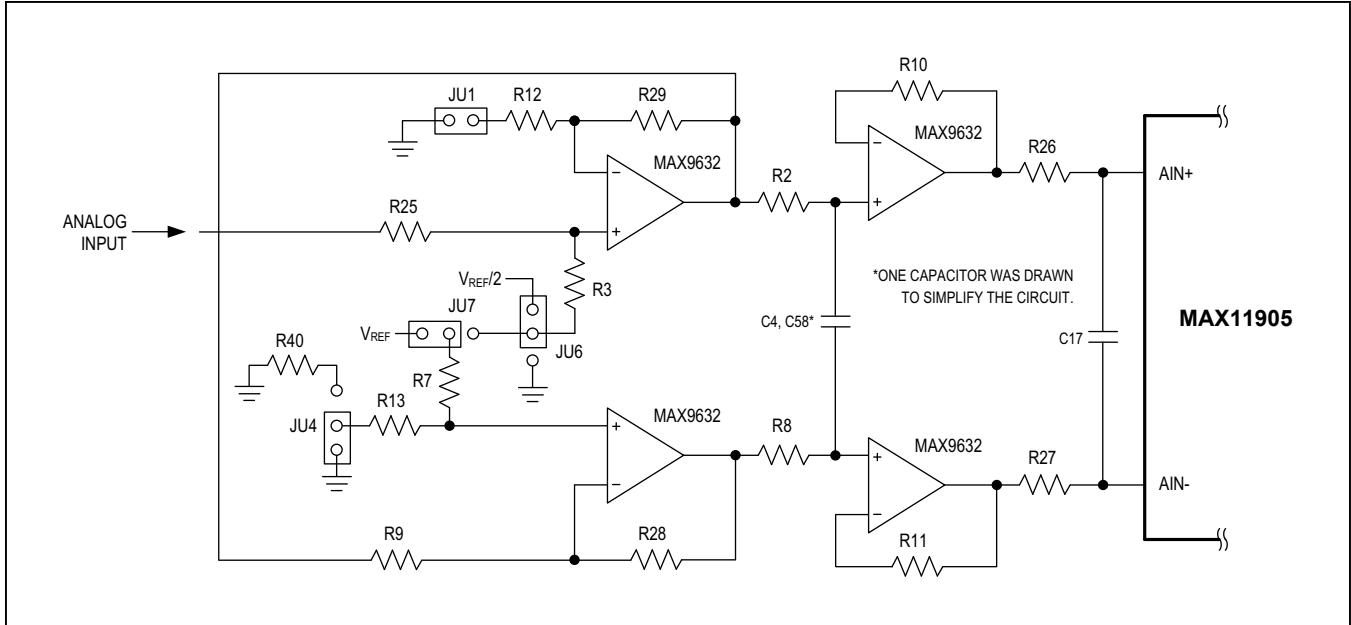 R10
JU1
R12
R29
MAX9632
MAX9632
R26
R2
AIN+
R25
ANALOG
INPUT
*ONE CAPACITOR WAS DRAWN
TO SIMPLIFY THE CIRCUIT.
VREF/2
R3
JU7
MAX11905
VREF
C4, C58*
C17
R40
JU6
R7
R13
MAX9632
JU4
R8
MAX9632
R27
AIN-
R9
R28
R11
+
−
+
−
+
−
+
−